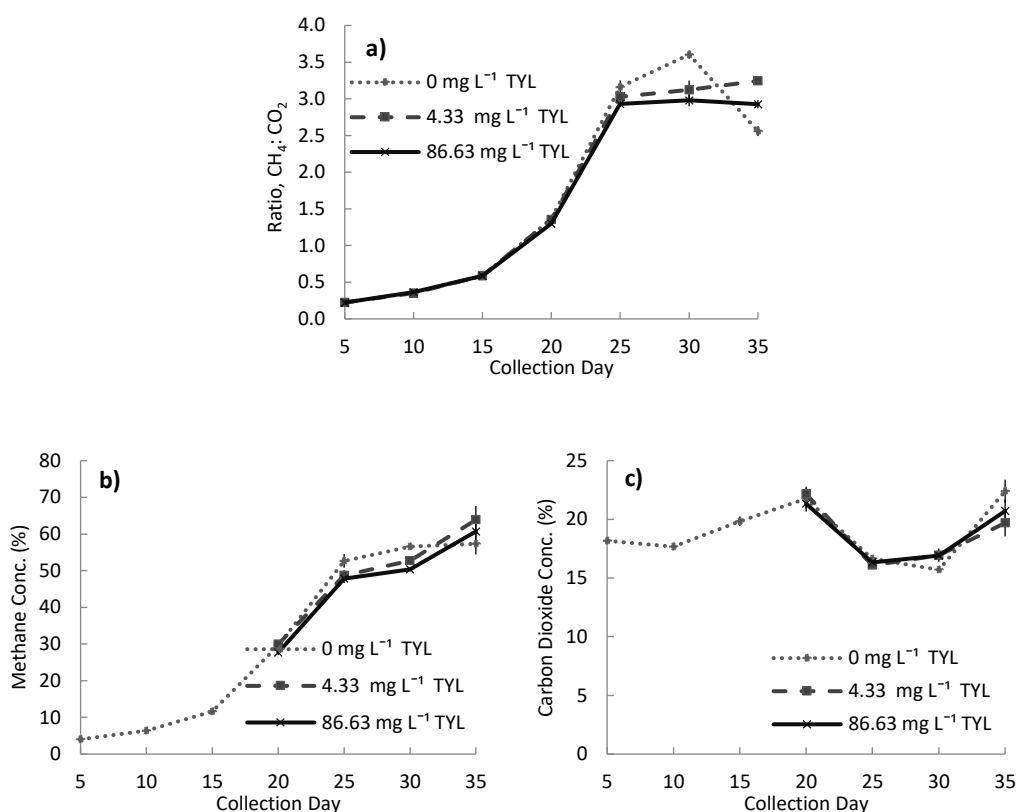 a)
0 mg L⁻¹ TYL
4.33 mg L⁻¹ TYL
86.63 mg L⁻¹ TYL
Ratio, CH₄: CO₂
4.0
3.5
3.0
2.5
2.0
1.5
1.0
0.5
0.0
5 10 15 20 25 30 35
Collection Day
b)
Methane Conc. (%)
80
70
60
50
40
30
20
10
0
0 mg L⁻¹ TYL
4.33 mg L⁻¹ TYL
86.63 mg L⁻¹ TYL
5 10 15 20 25 30 35
Collection Day
c)
Carbon Dioxide Conc. (%)
25
20
15
10
5
0
0 mg L⁻¹ TYL
4.33 mg L⁻¹ TYL
86.63 mg L⁻¹ TYL
5 10 15 20 25 30 35
Collection Day